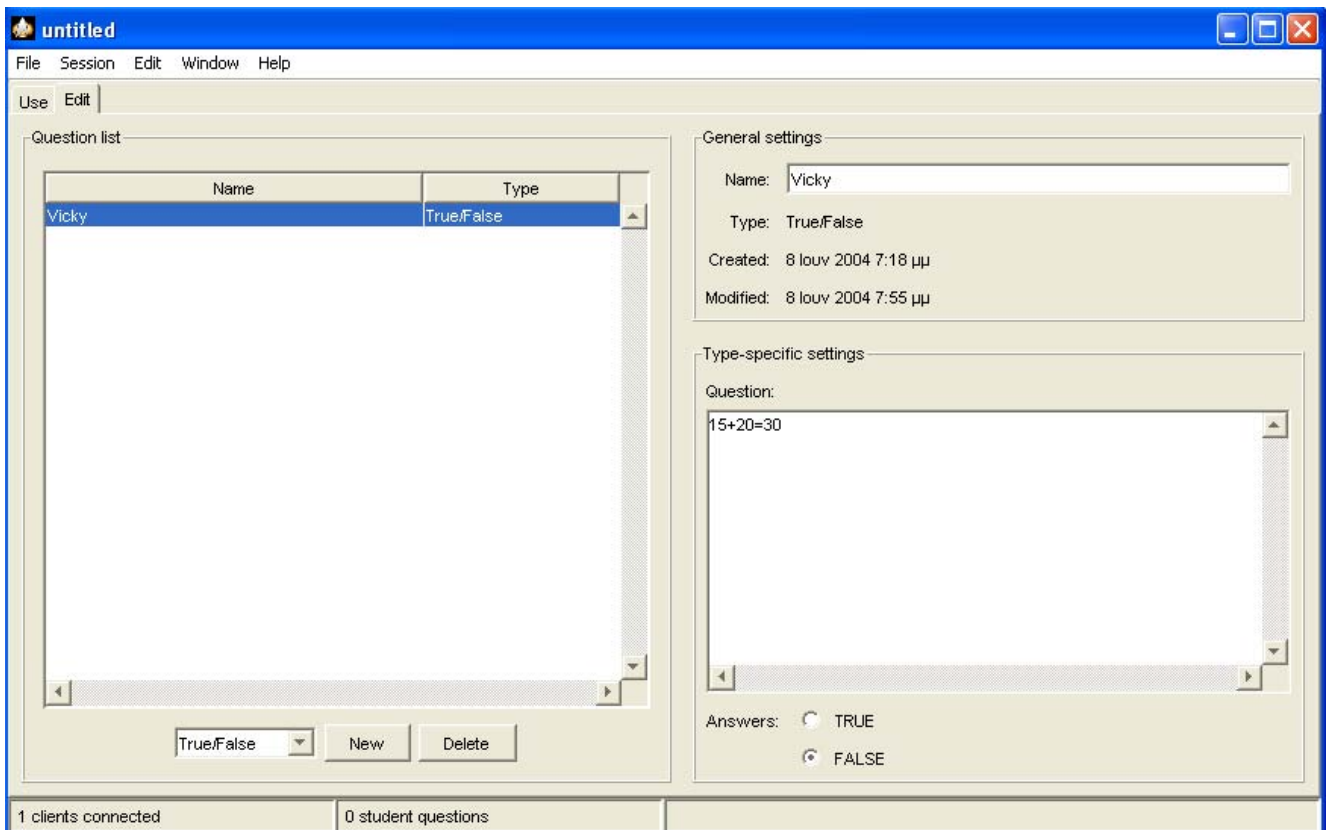 untitled
File Session Edit Window Help
Use Edit
Question list
Name Type
Vicky True/False
True/False New Delete
General settings
Name: Vicky
Type: True/False
Created: 8 Ιουν 2004 7:18 μμ
Modified: 8 Ιουν 2004 7:55 μμ
Type-specific settings
Question:
15+20=30
Answers: TRUE
FALSE
1 clients connected 0 student questions